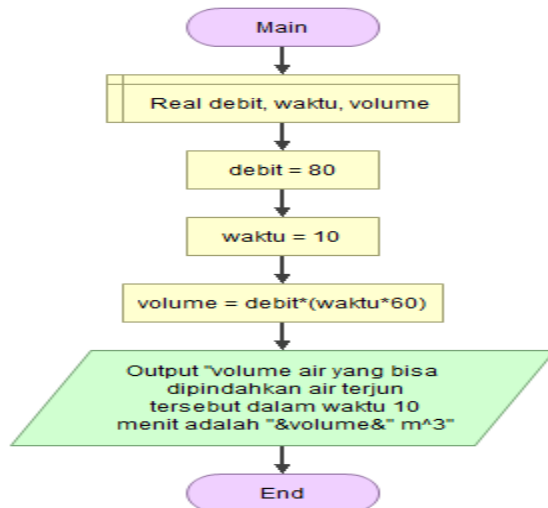 Main
Real debit, waktu, volume
debit = 80
waktu = 10
volume = debit*(waktu*60)
Output "volume air yang bisa
dipindahkan air terjun
tersebut dalam waktu 10
menit adalah "&volume&" m^3"
End